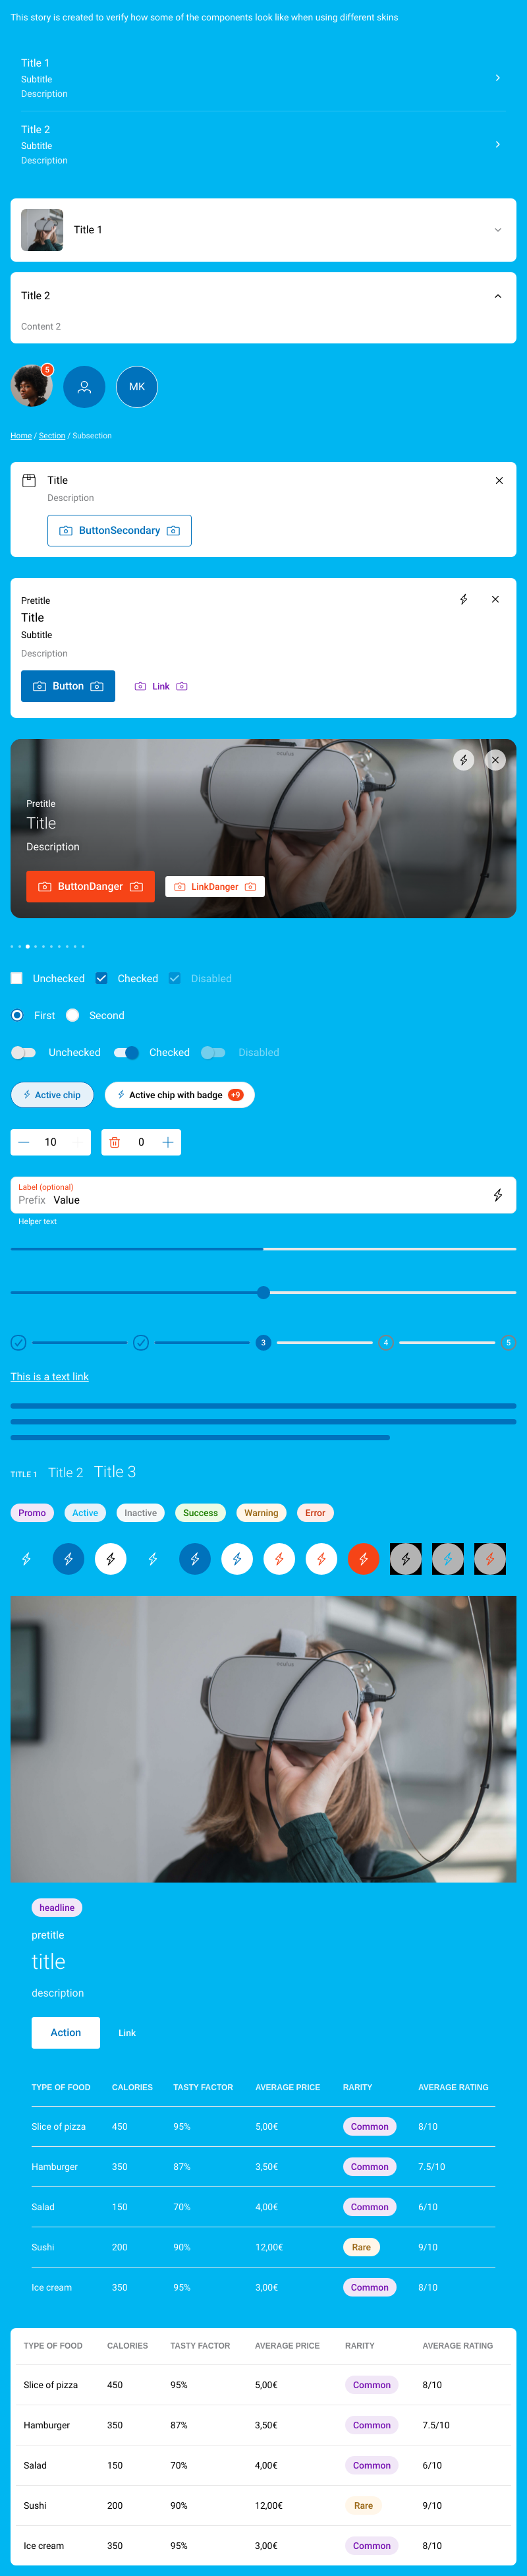 This story is created to verify how some of the components look like when using different skins
Title 1
Subtitle
Description
Title 2
Subtitle
Description
Title 1
Title 2
Content 2
5
MK
Home / Section / Subsection
Title
Description
ButtonSecondary
Pretitle
Title
Subtitle
Description
Button Link
oculus
Pretitle
Title
Description
ButtonDanger LinkDanger
Unchecked Checked Disabled
First Second
Unchecked Checked Disabled
Active chip Active chip with badge +9
10 0
Label (optional)
Prefix Value
Helper text
3 4 5
This is a text link
TITLE 1 Title 2 Title 3
Promo Active Inactive Success Warning Error
oculus
headline
pretitle
title
description
Action Link
TYPE OF FOOD CALORIES TASTY FACTOR AVERAGE PRICE RARITY AVERAGE RATING
Slice of pizza 450 95% 5,00€ Common 8/10
Hamburger 350 87% 3,50€ Common 7.5/10
Salad 150 70% 4,00€ Common 6/10
Sushi 200 90% 12,00€ Rare 9/10
Ice cream 350 95% 3,00€ Common 8/10
TYPE OF FOOD CALORIES TASTY FACTOR AVERAGE PRICE RARITY AVERAGE RATING
Slice of pizza 450 95% 5,00€ Common 8/10
Hamburger 350 87% 3,50€ Common 7.5/10
Salad 150 70% 4,00€ Common 6/10
Sushi 200 90% 12,00€ Rare 9/10
Ice cream 350 95% 3,00€ Common 8/10